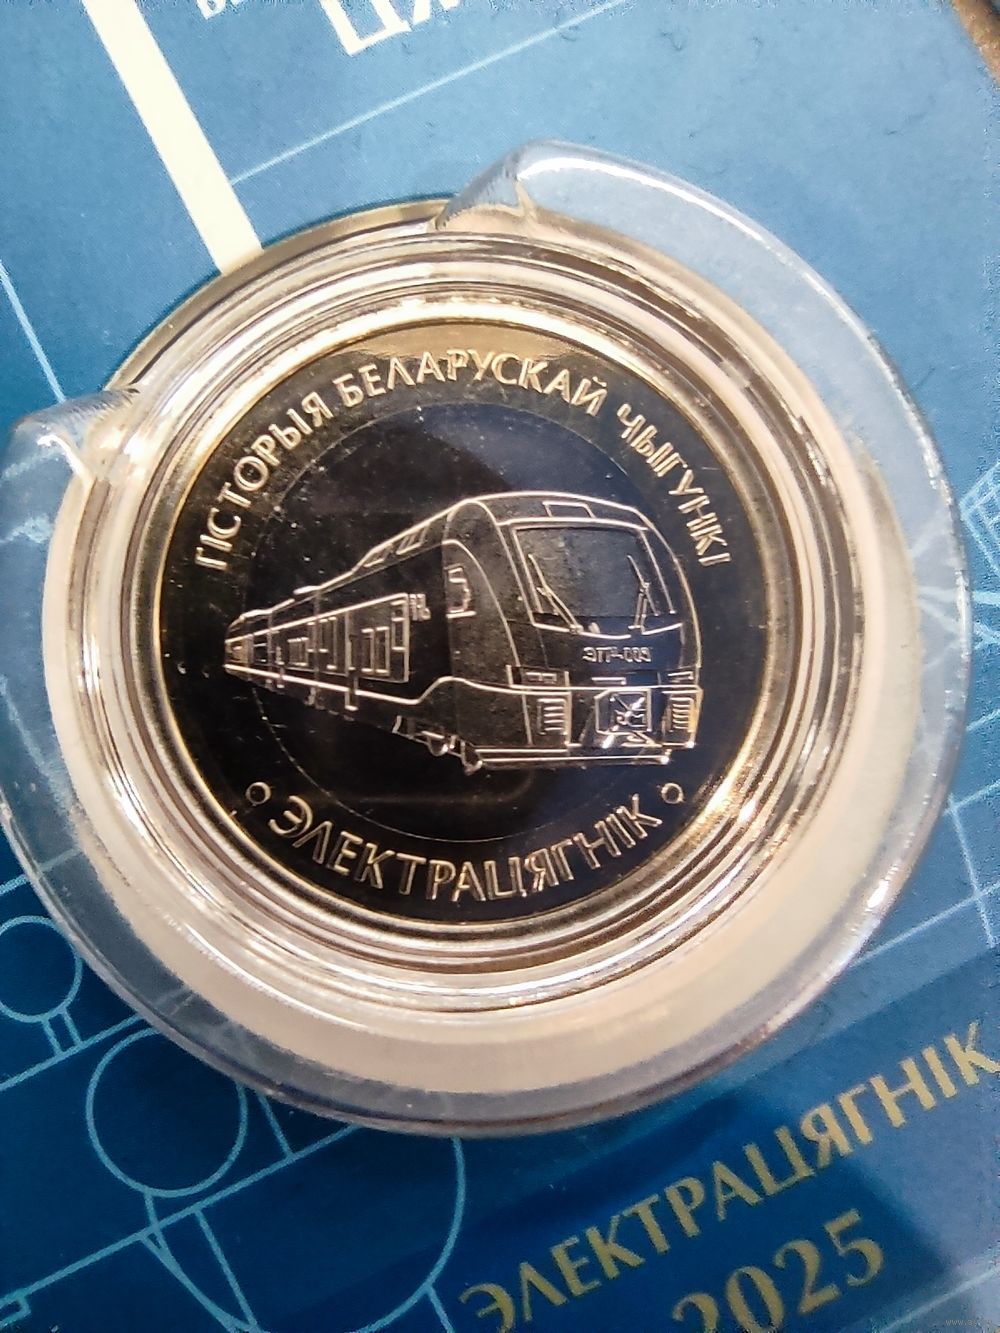 ГІСТОРЫЯ БЕЛАРУСКАЙ ЧЫГУНКІ
ЭЛЕКТРАЦЯГНІК
ЭЛЕКТРАЦЯГНІК
2025